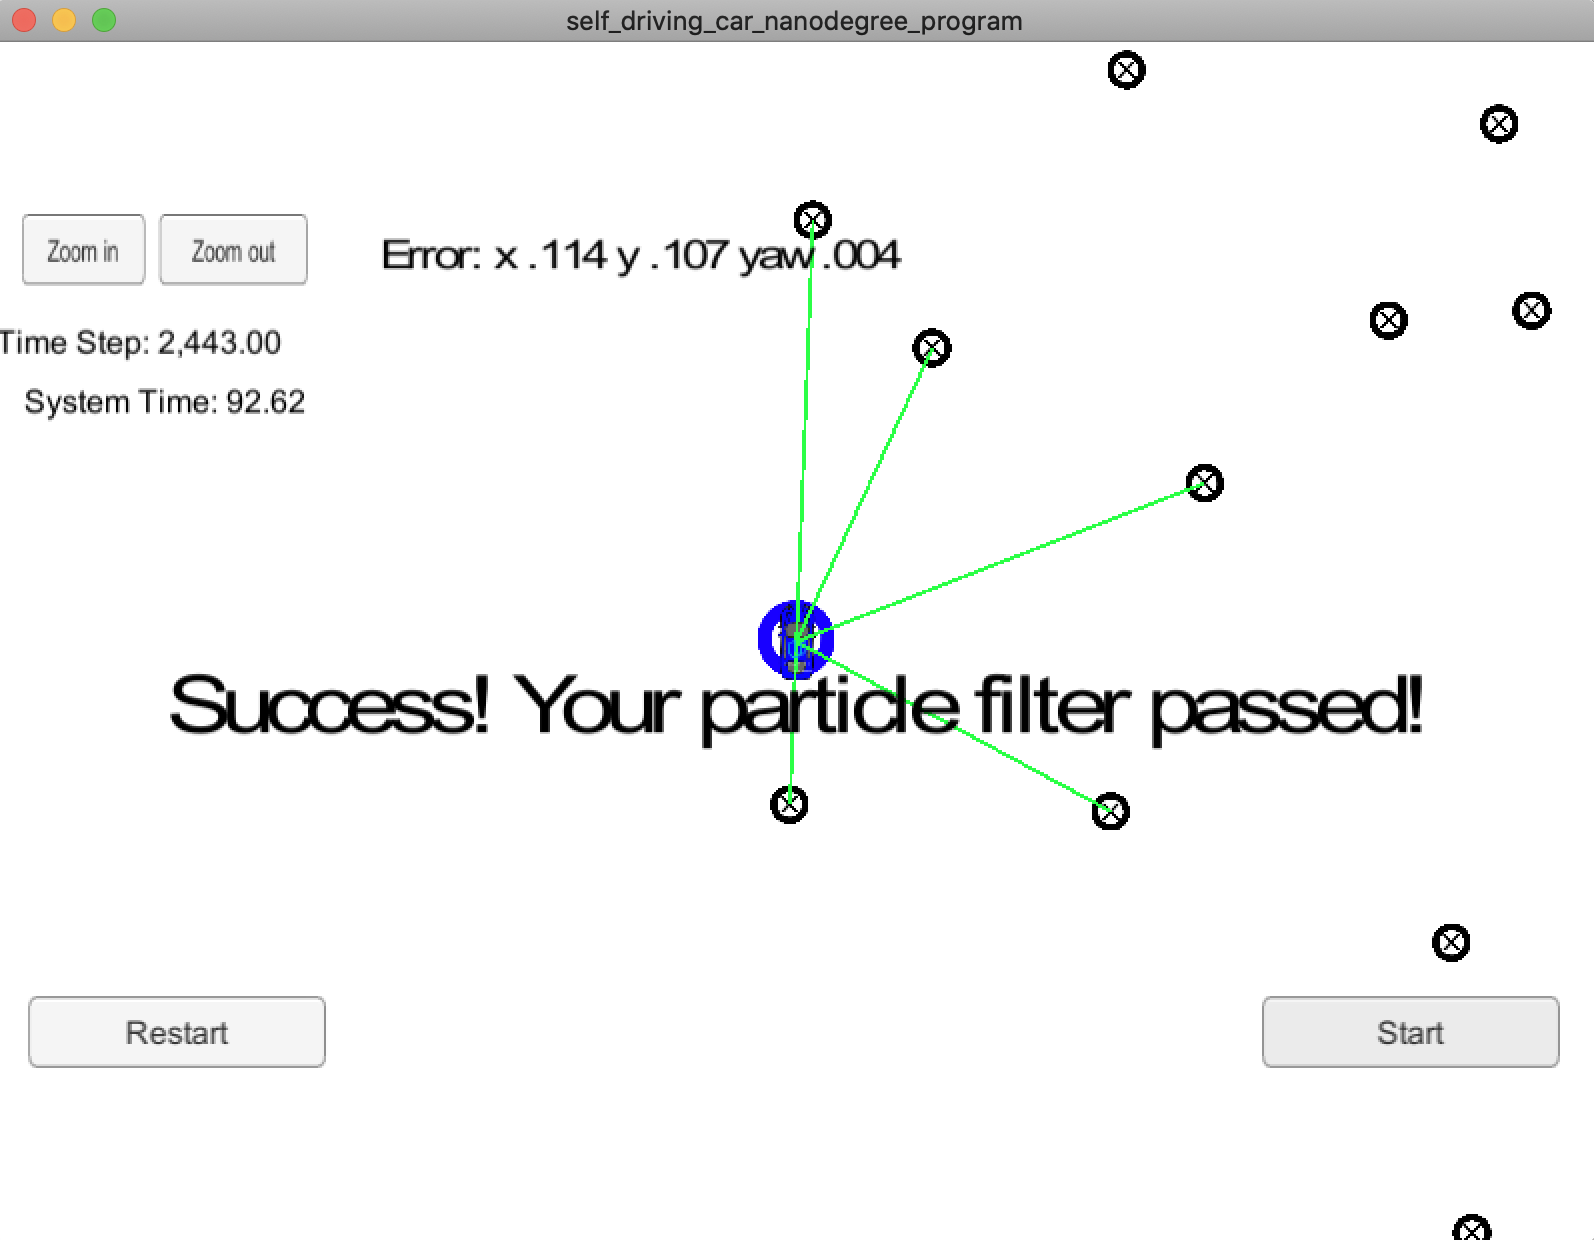 self_driving_car_nanodegree_program
Zoom in
Zoom out
Error: x .114 y .107 yaw .004
Time Step: 2,443.00
System Time: 92.62
Success! Your particle filter passed!
Restart
Start